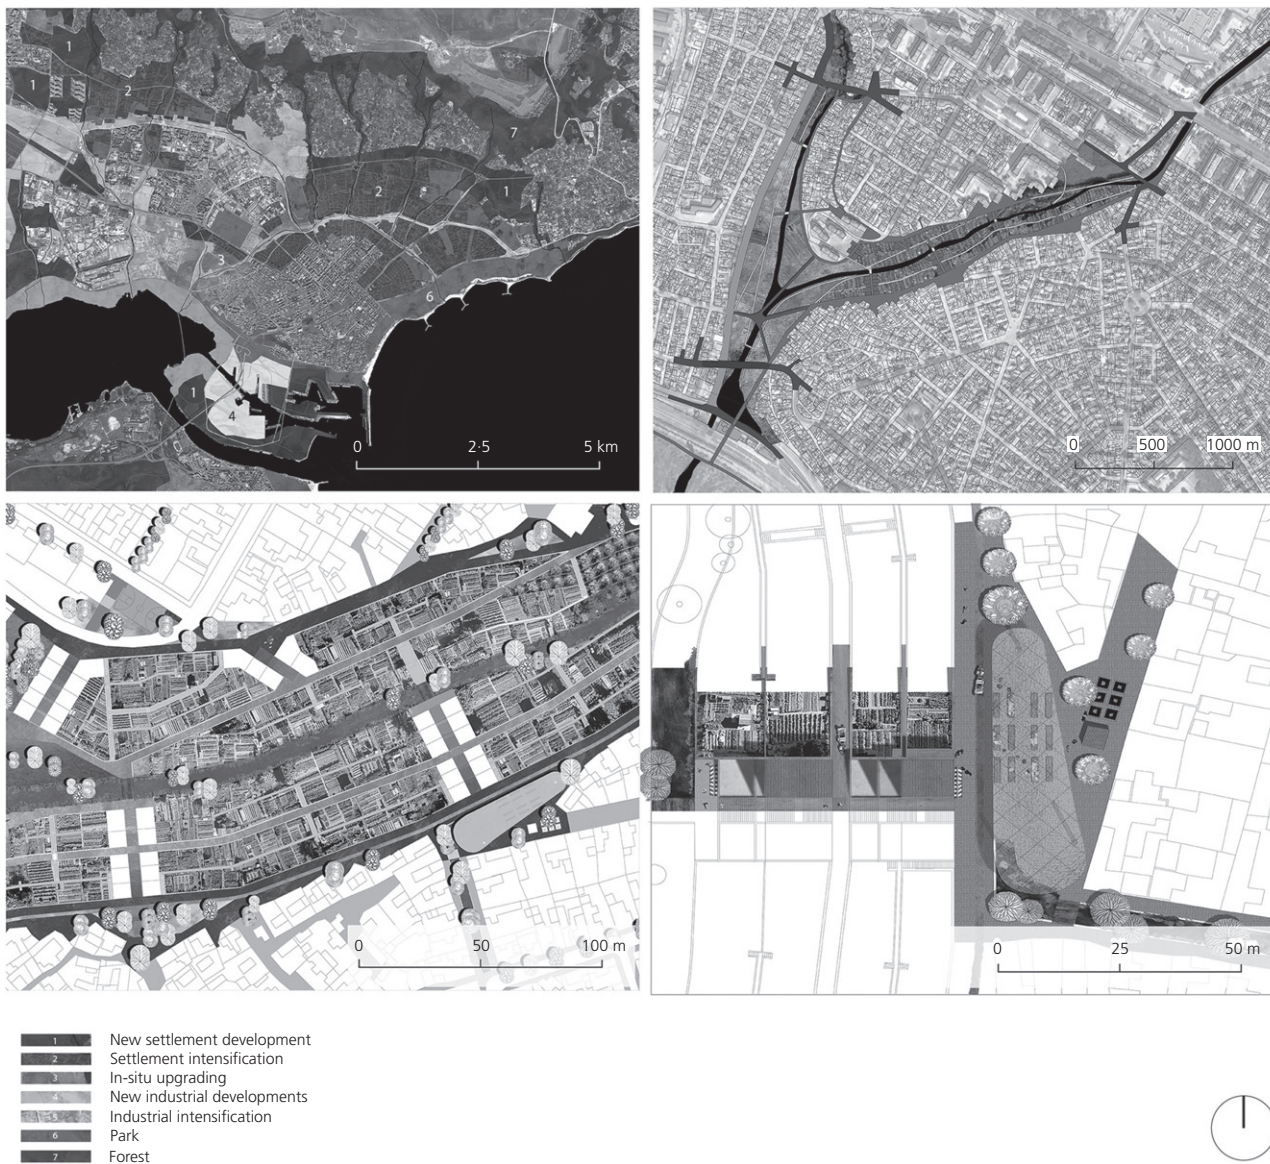 1
1
2
7
2
1
3
6
1
4
0 2·5 5 km
0 500 1000 m
0 50 100 m
0 25 50 m
1 New settlement development
2 Settlement intensification
3 In-situ upgrading
4 New industrial developments
5 Industrial intensification
6 Park
7 Forest